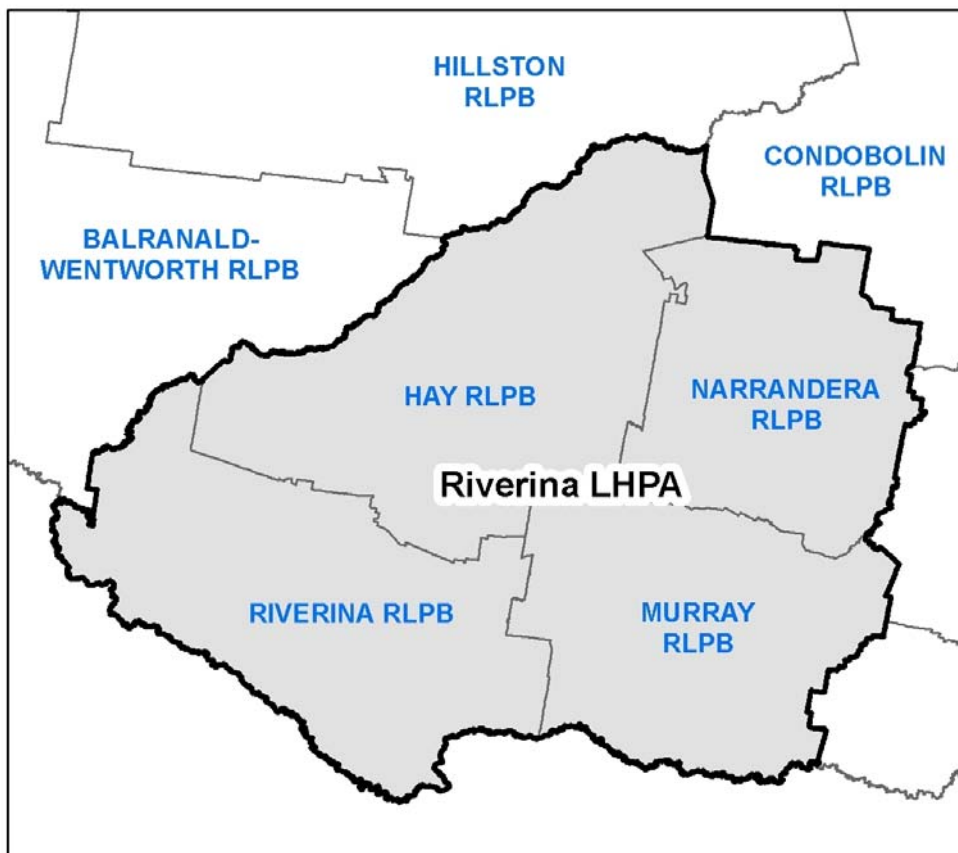 HILLSTON
RLPB
CONDOBOLIN
RLPB
BALRANALD-
WENTWORTH RLPB
HAY RLPB
NARRANDERA
RLPB
Riverina LHPA
RIVERINA RLPB
MURRAY
RLPB